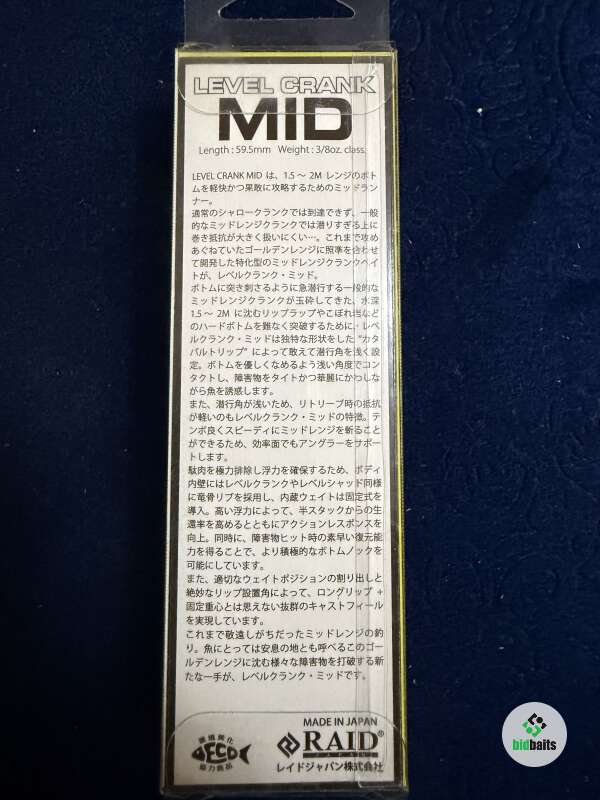 LEVEL CRANK
MID
Length : 59.5mm Weight : 3/8oz. class.
LEVEL CRANK MID は、1.5 〜 2M レンジのボト
ムを軽快かつ果敢に攻略するためのミッドラン
ナー。
通常のシャロークランクでは到達できず、一般
的なミッドレンジクランクでは潜りすぎる上に
巻き抵抗が大きく扱いにくい…。これまで攻め
あぐねていたゴールデンレンジに照準を合わせ
て開発した特化型のミッドレンジクランクベイ
トが、レベルクランク・ミッド。
ボトムに突き刺さるように急潜行する一般的な
ミッドレンジクランクが玉砕してきた、水深
1.5 〜 2M に沈むリップラップやこぼれ岩など
のハードボトムを難なく突破するために、レベ
ルクランク・ミッドは独特な形状をした “カタ
パルトリップ” によって敢えて潜行角を浅く設
定。ボトムを優しくなめるよう浅い角度でコン
タクトし、障害物をタイトかつ華麗にかわしな
がら魚を誘惑します。
また、潜行角が浅いため、リトリーブ時の抵抗
が軽いのもレベルクランク・ミッドの特徴。テ
ンポ良くスピーディにミッドレンジを斬ること
ができるため、効率面でもアングラーをサポー
トします。
駄肉を極力排除し浮力を確保するため、ボディ
内壁にはレベルクランクやレベルシャッド同様
に竜骨リブを採用し、内蔵ウェイトは固定式を
導入。高い浮力によって、半スタックからの生
還率を高めるとともにアクションレスポンスを
向上。同時に、障害物ヒット時の素早い復元能
力を得ることで、より積極的なボトムノックを
可能にしています。
また、適切なウェイトポジションの割り出しと
絶妙なリップ設置角によって、ロングリップ +
固定重心とは思えない抜群のキャストフィール
を実現しています。
これまで敬遠しがちだったミッドレンジの釣
り。魚にとっては安息の地とも呼べるこのゴー
ルデンレンジに沈む様々な障害物を打破する新
たな一手が、レベルクランク・ミッドです。
MADE IN JAPAN
環境美化
ECO
協力商品
RAID®
JAPAN
レイドジャパン株式会社
bidbaits